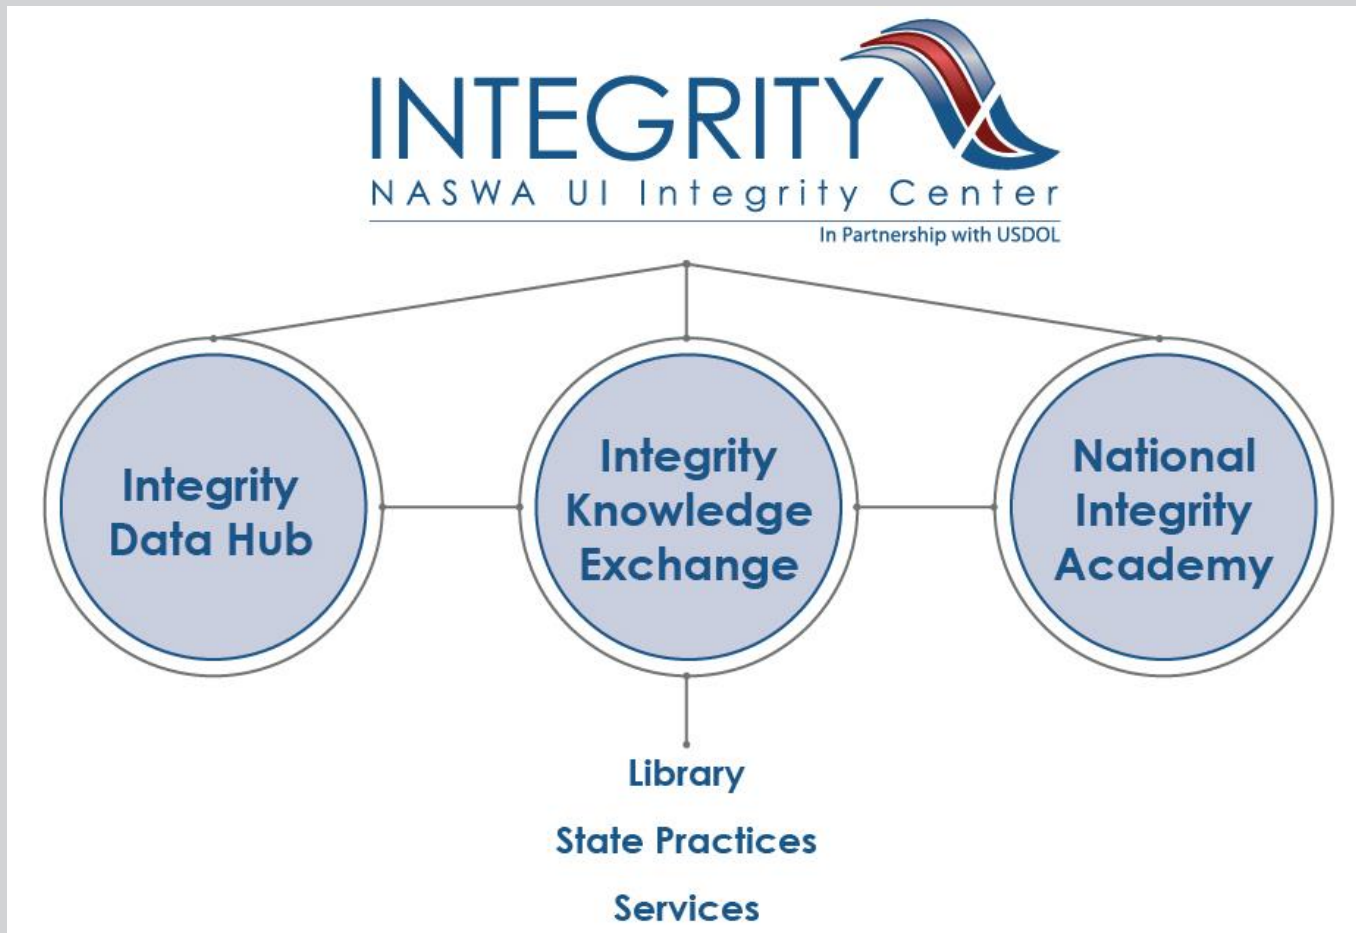 INTEGRITY
NASWA UI Integrity Center
In Partnership with USDOL
Integrity
Data Hub
Integrity
Knowledge
Exchange
National
Integrity
Academy
Library
State Practices
Services